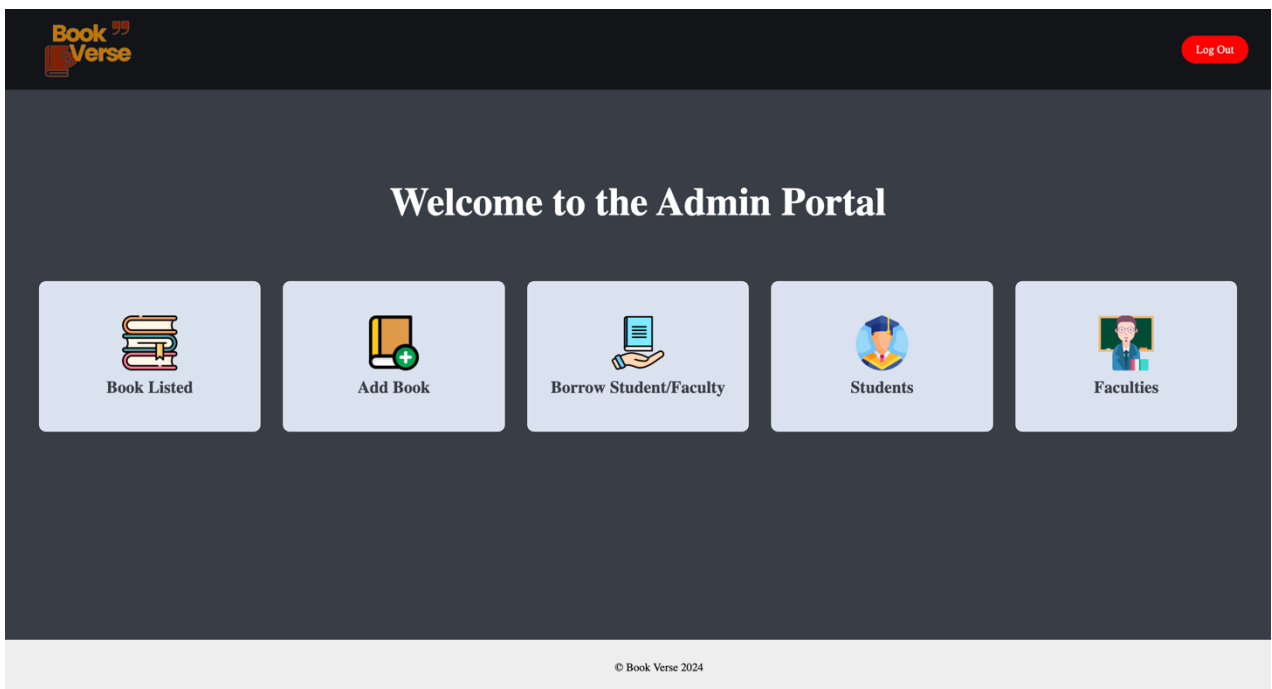 Book
Verse
Log Out
Welcome to the Admin Portal
Book Listed
Add Book
Borrow Student/Faculty
Students
Faculties
© Book Verse 2024